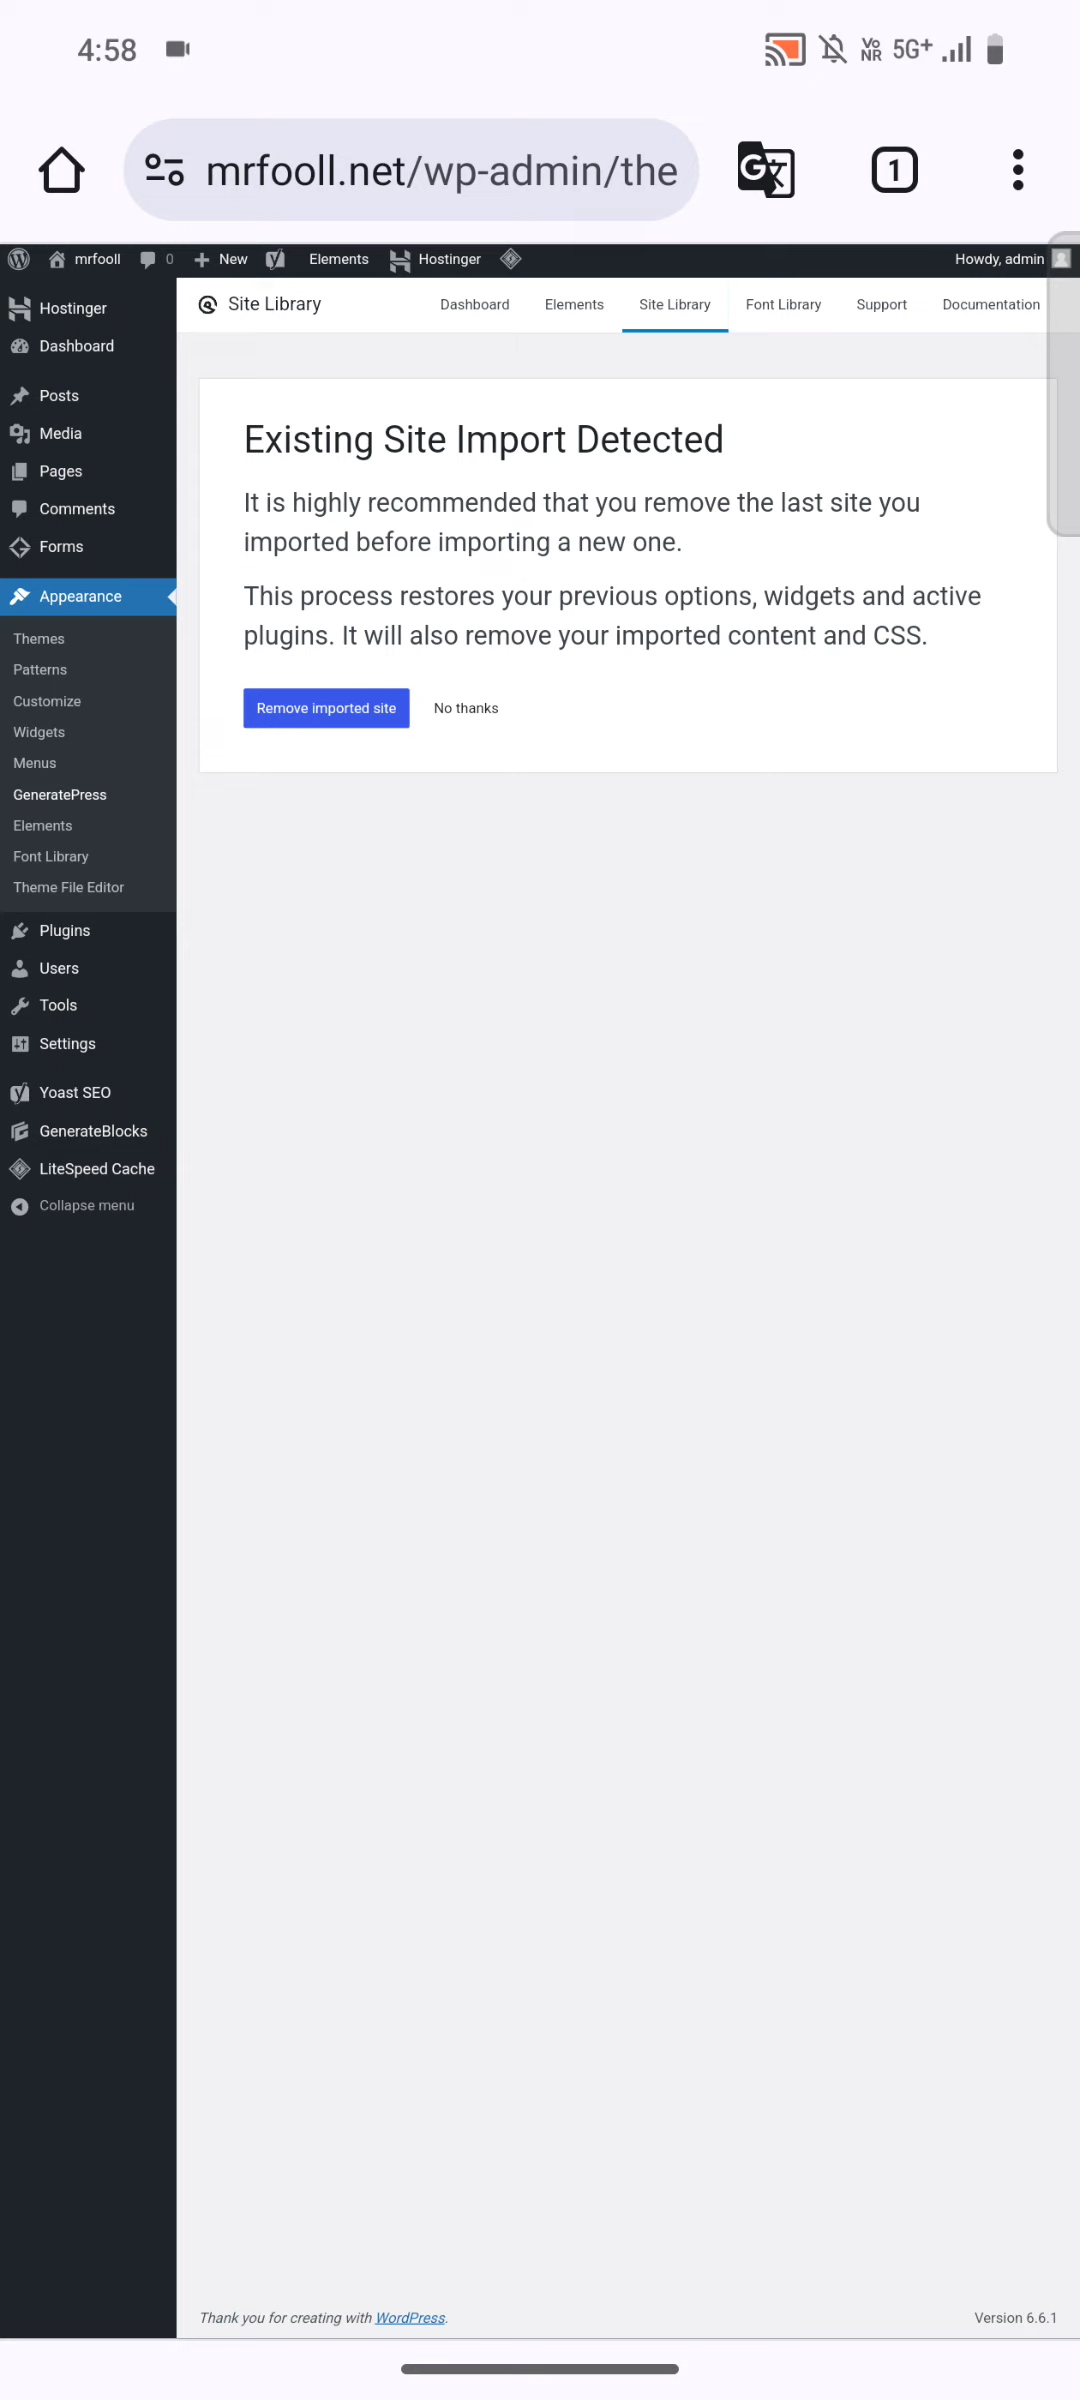 4:58
Vo NR 5G+
mrfooll.net/wp-admin/the
1
mrfooll 0 New Elements Hostinger Howdy, admin
Hostinger
Dashboard
Posts
Media
Pages
Comments
Forms
Appearance
Themes
Patterns
Customize
Widgets
Menus
GeneratePress
Elements
Font Library
Theme File Editor
Plugins
Users
Tools
Settings
Yoast SEO
GenerateBlocks
LiteSpeed Cache
Collapse menu
Site Library Dashboard Elements Site Library Font Library Support Documentation
Existing Site Import Detected
It is highly recommended that you remove the last site you
imported before importing a new one.
This process restores your previous options, widgets and active
plugins. It will also remove your imported content and CSS.
Remove imported site No thanks
Thank you for creating with WordPress. Version 6.6.1